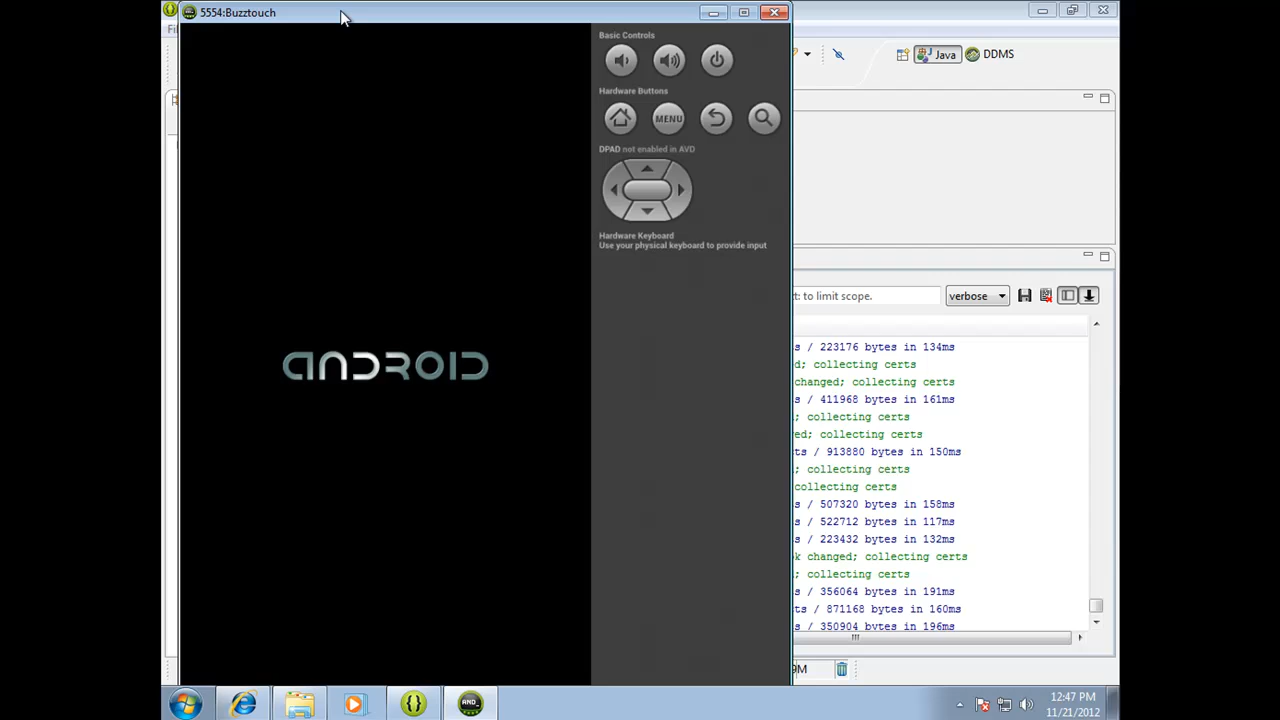 5554:Buzztouch
Basic Controls
Hardware Buttons
MENU
DPAD not enabled in AVD
Hardware Keyboard
Use your physical keyboard to provide input
ANDROID
Java
DDMS
t: to limit scope.
verbose
s / 223176 bytes in 134ms
d; collecting certs
changed; collecting certs
s / 411968 bytes in 161ms
; collecting certs
ed; collecting certs
ts / 913880 bytes in 150ms
; collecting certs
collecting certs
s / 507320 bytes in 158ms
s / 522712 bytes in 117ms
s / 223432 bytes in 132ms
k changed; collecting certs
; collecting certs
s / 356064 bytes in 191ms
ts / 871168 bytes in 160ms
s / 350904 bytes in 196ms
9M
AND_
12:47 PM
11/21/2012